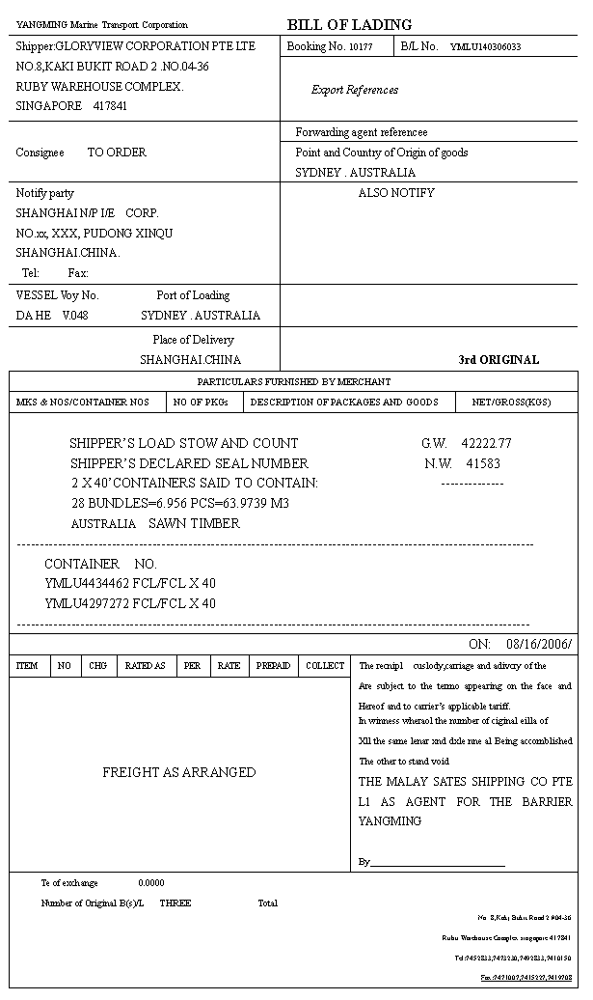 YANGMING Marine Transport Corporation
BILL OF LADING
Shipper:GLORYVIEW CORPORATION PTE LTE
NO.8,KAKI BUKIT ROAD 2 .NO.04-36
RUBY WAREHOUSE COMPLEX.
SINGAPORE 417841
Booking No. 10177
B/L No. YMLU140306033
Export References
Forwarding agent referencee
Consignee TO ORDER
Point and Country of Origin of goods
SYDNEY . AUSTRALIA
Notify party
SHANGHAI N/P I/E CORP.
NO.xx, XXX, PUDONG XINQU
SHANGHAI.CHINA.
Tel: Fax:
ALSO NOTIFY
VESSEL Voy No. Port of Loading
DA HE V.048 SYDNEY . AUSTRALIA
Place of Delivery
SHANGHAI.CHINA
3rd ORIGINAL
PARTICULARS FURNISHED BY MERCHANT
MKS & NOS/CONTAINER NOS NO OF PKGs DESCRIPTION OF PACKAGES AND GOODS NET/GROSS(KGS)
SHIPPER'S LOAD STOW AND COUNT G.W. 42222.77
SHIPPER'S DECLARED SEAL NUMBER N.W. 41583
2 X 40'CONTAINERS SAID TO CONTAIN: --------------
28 BUNDLES=6.956 PCS=63.9739 M3
AUSTRALIA SAWN TIMBER
CONTAINER NO.
YMLU4434462 FCL/FCL X 40
YMLU4297272 FCL/FCL X 40
ON: 08/16/2006/
ITEM NO CHG RATED AS PER RATE PREPAID COLLECT
FREIGHT AS ARRANGED
The recnipl cuslody,carriage and adivcry of the
Are subject to the termo appearing on the face and
Hereof and to carrier's applicable tariff.
In winness wheraol the number of ciginal eilla of
Xll the same lenar xnd dxle nne al Being accomblished
The other to stand void
THE MALAY SATES SHIPPING CO PTE
L1 AS AGENT FOR THE BARRIER
YANGMING
By
Te of exchange 0.0000
Number of Original B(s)/L THREE Total
No. 8,Kaki Bukit Road 2 #04-36
Ruby Warehouse Complex singapore 417841
Tel:7452833,7473230,7492833,7410150
Fax:7471007,7415227,7419708